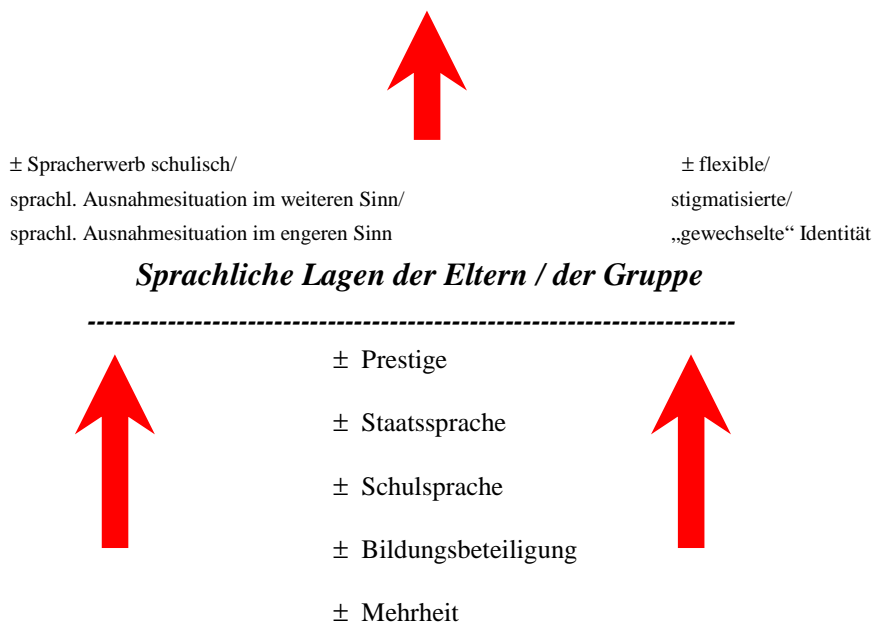 ± Spracherwerb schulisch/ ± flexible/
sprachl. Ausnahmesituation im weiteren Sinn/ stigmatisierte/
sprachl. Ausnahmesituation im engeren Sinn „gewechselte“ Identität
Sprachliche Lagen der Eltern / der Gruppe
-------------------------------------------------------------------------
± Prestige
± Staatssprache
± Schulsprache
± Bildungsbeteiligung
± Mehrheit